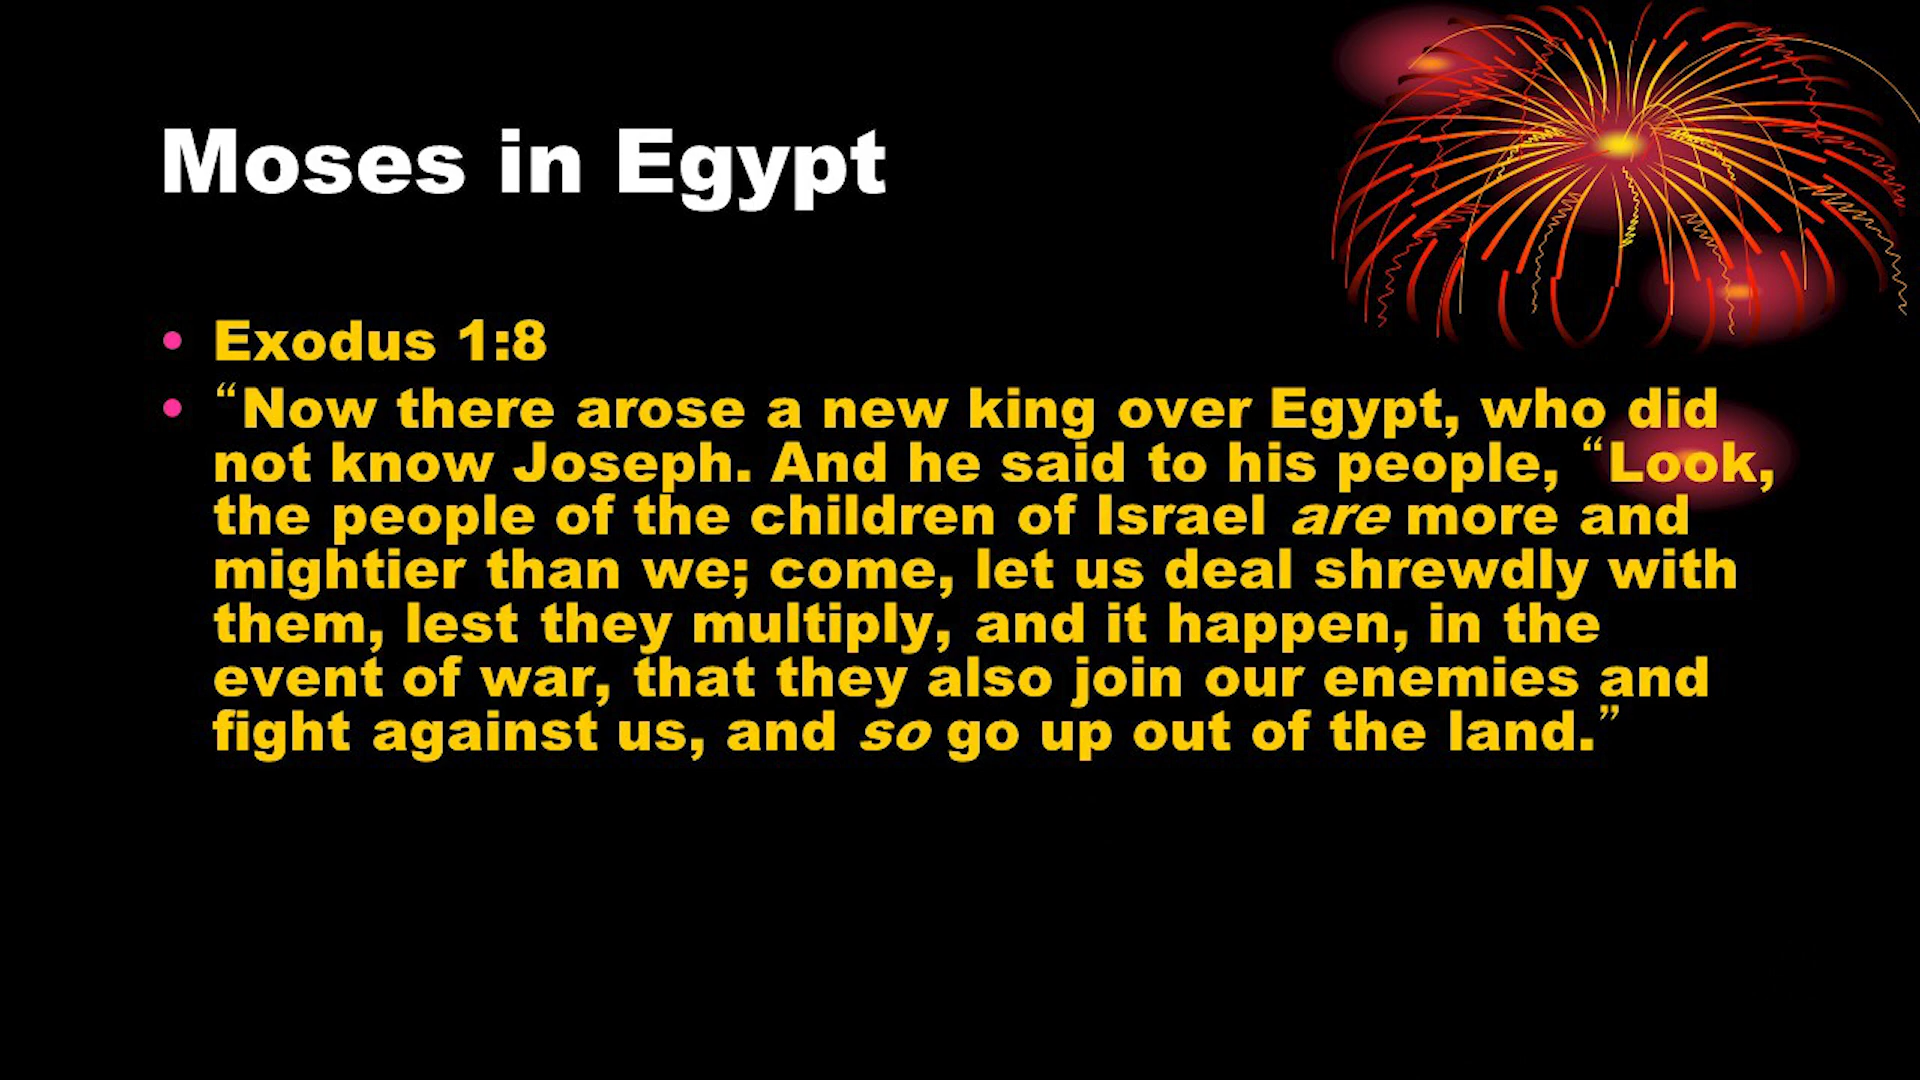 Moses in Egypt
• Exodus 1:8
• “Now there arose a new king over Egypt, who did
not know Joseph. And he said to his people, “Look,
the people of the children of Israel are more and
mightier than we; come, let us deal shrewdly with
them, lest they multiply, and it happen, in the
event of war, that they also join our enemies and
fight against us, and so go up out of the land.”